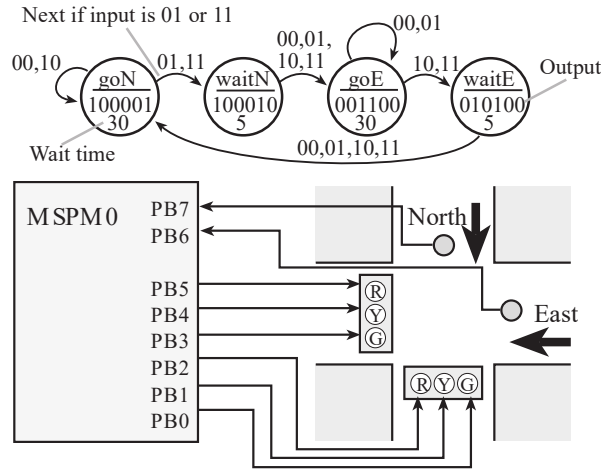 Next if input is 01 or 11
00,01
00,10
goN
100001
30
01,11
waitN
100010
5
00,01,
10,11
goE
001100
30
10,11
waitE
010100
5
Output
Wait time
00,01,10,11
MSPM0
PB7
PB6
PB5
PB4
PB3
PB2
PB1
PB0
North
East
R
Y
G
R Y G